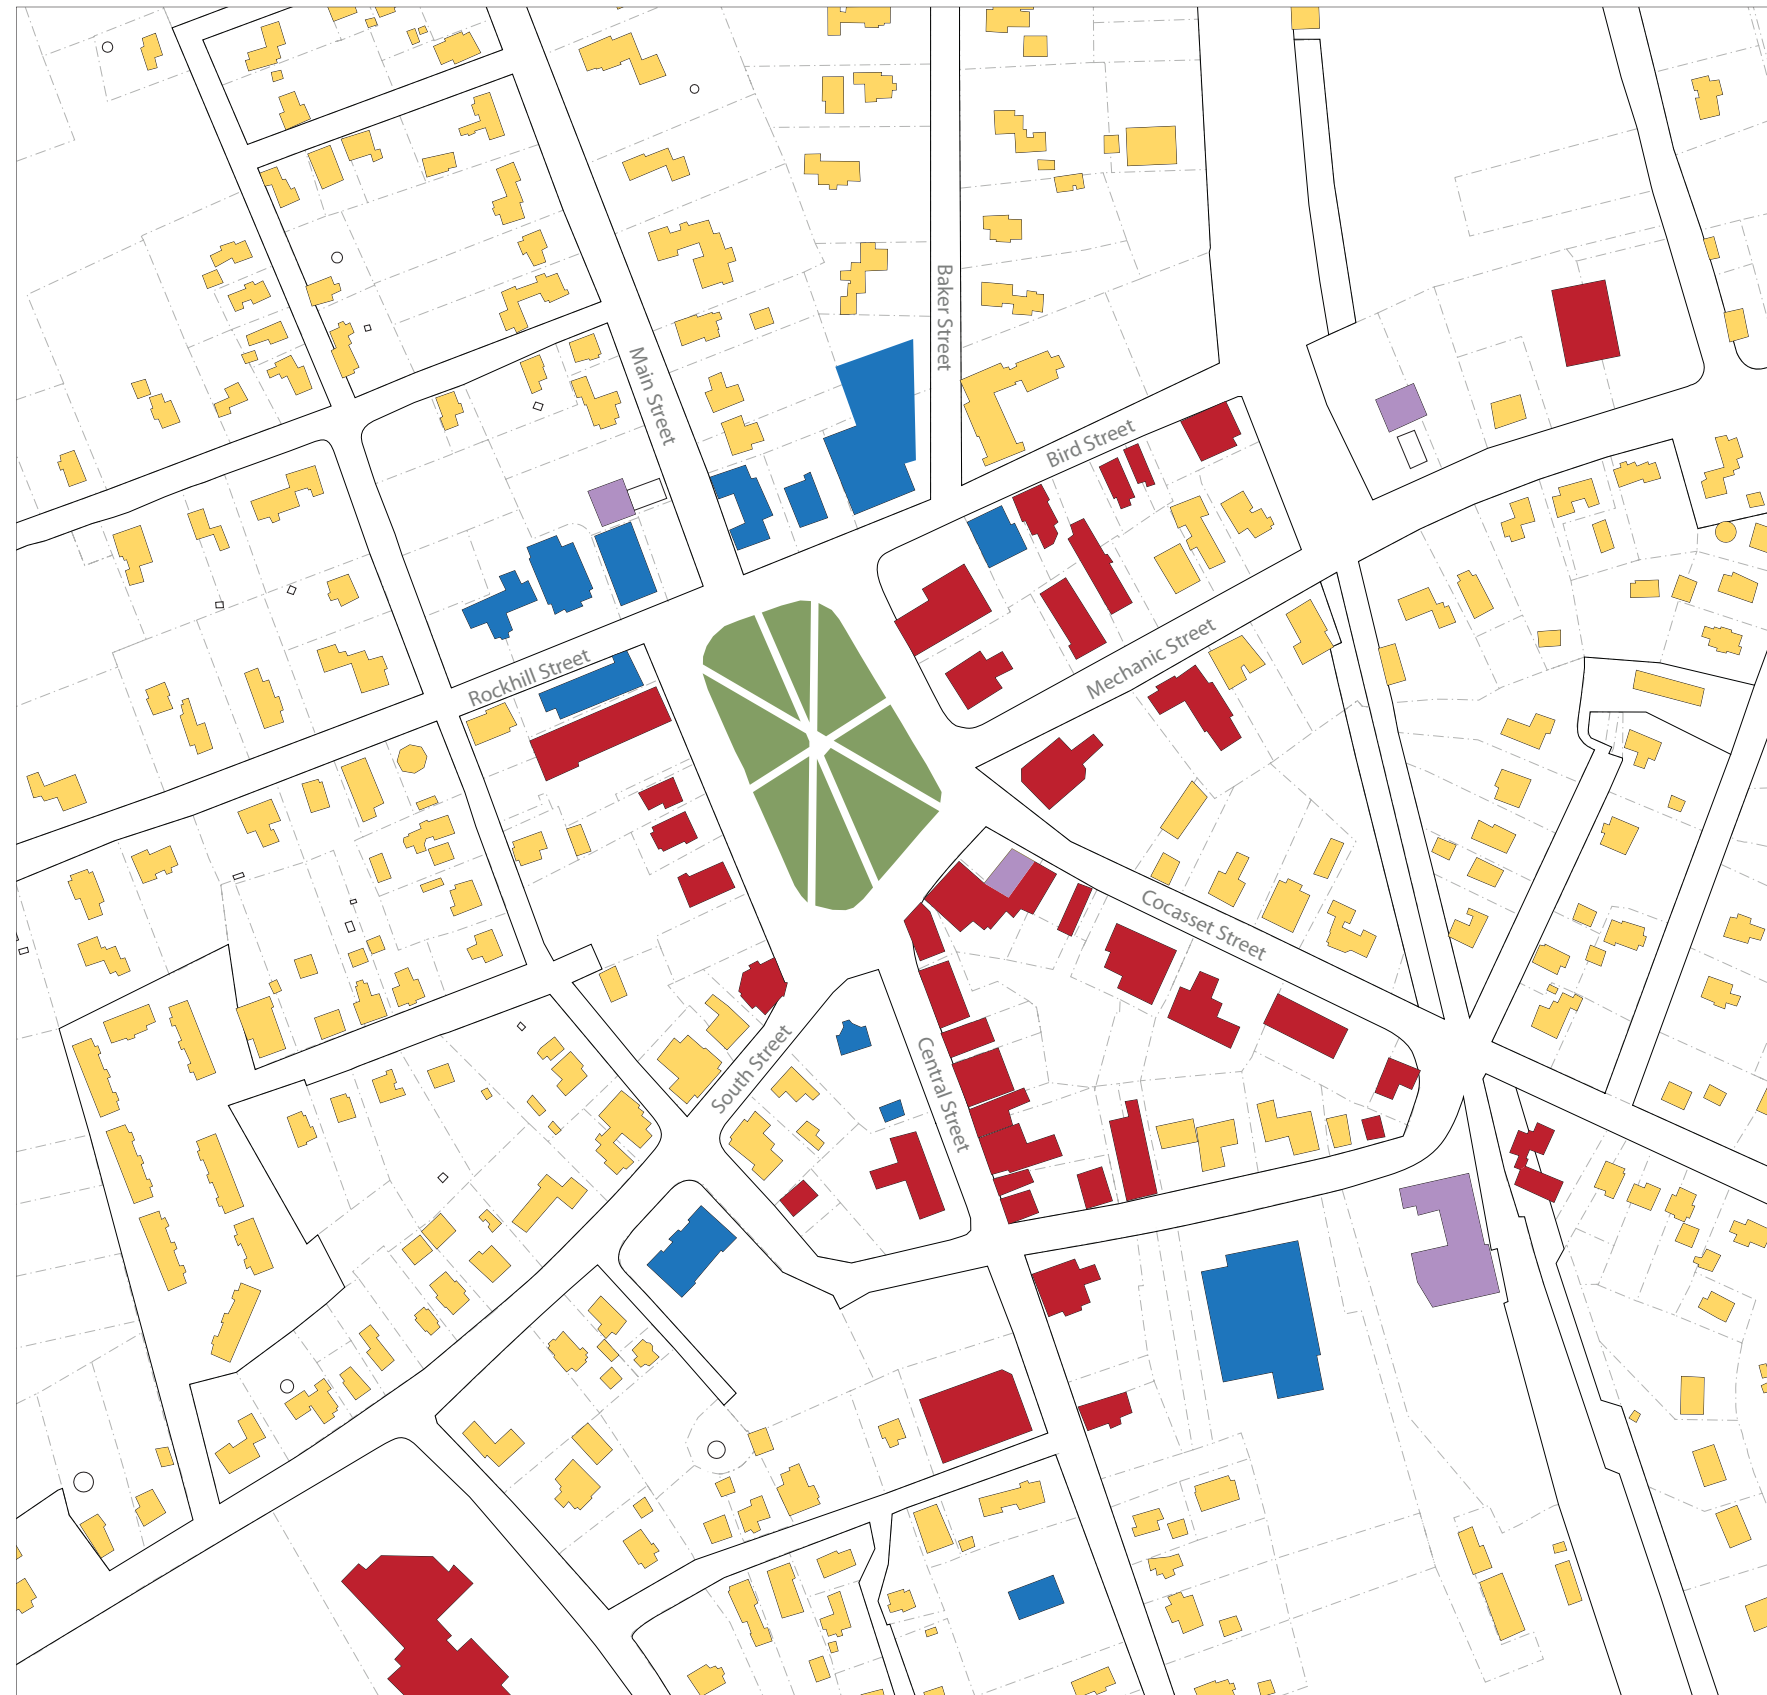 Baker Street
Main Street
Bird Street
Mechanic Street
Rockhill Street
Cocasset Street
South Street
Central Street